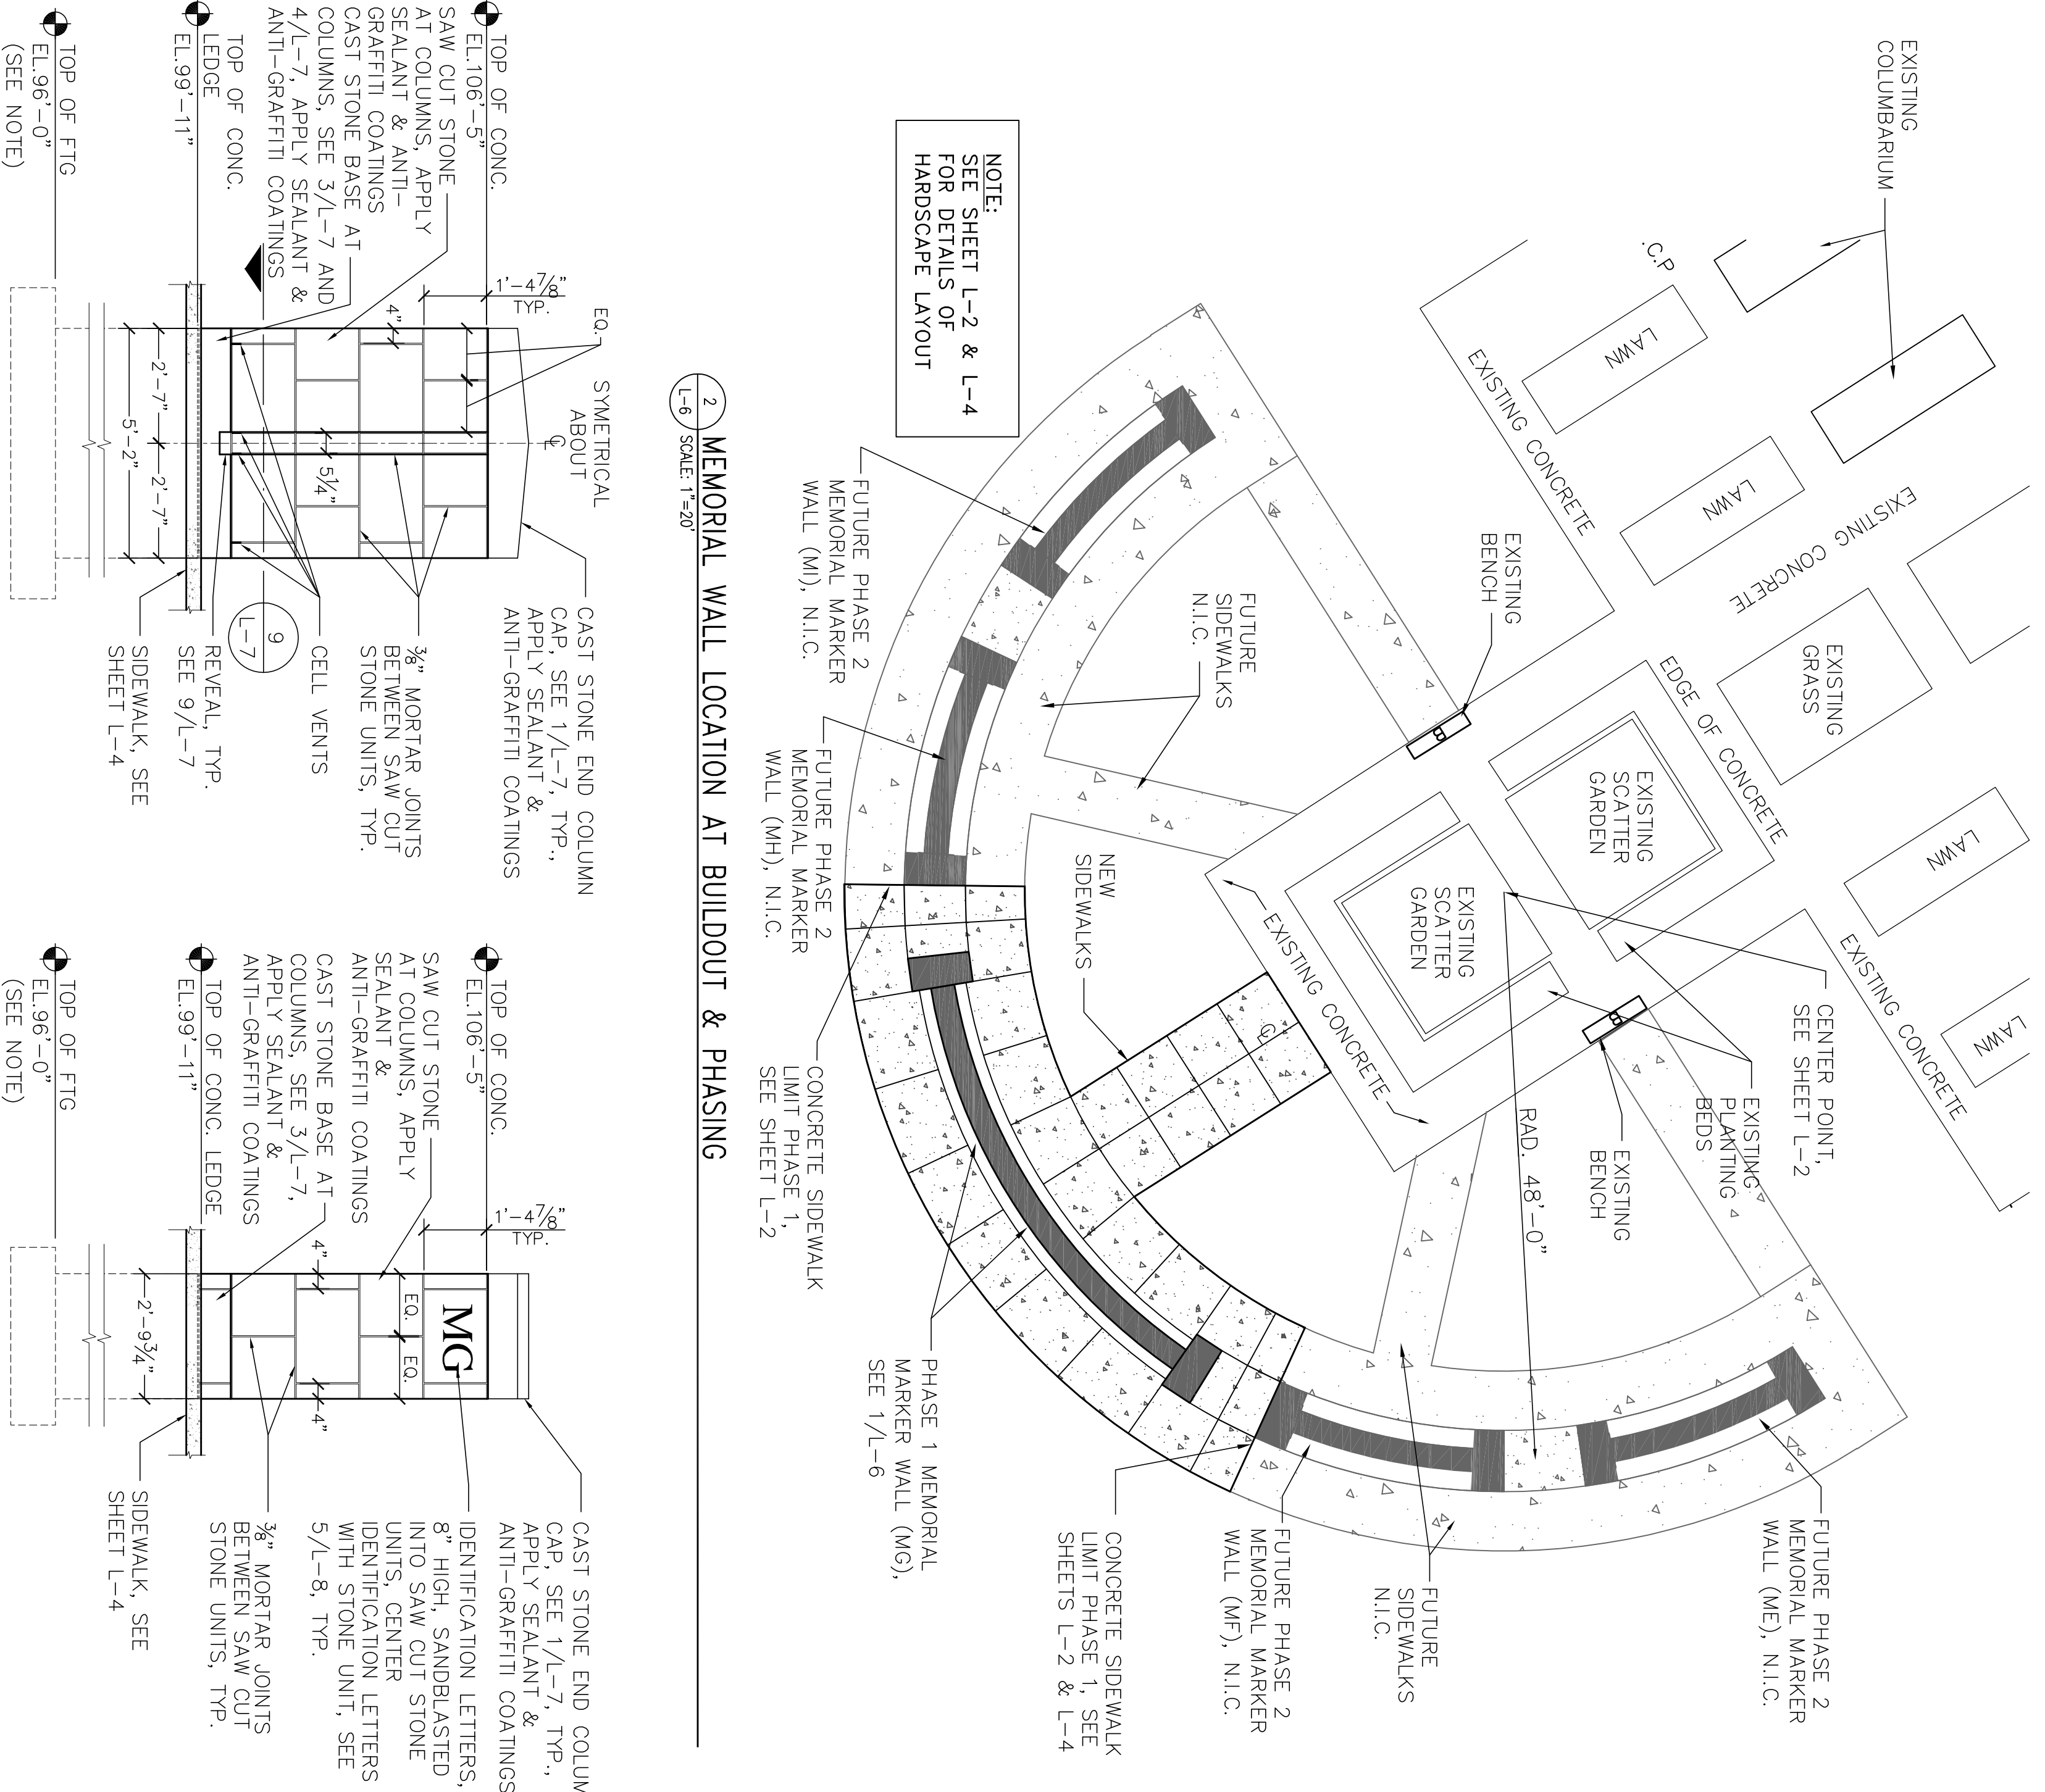 EXISTING
COLUMBARIUM
.C.P
LAWN
LAWN
EXISTING CONCRETE
EXISTING CONCRETE
EXISTING
GRASS
LAWN
LAWN
EXISTING CONCRETE
EDGE OF CONCRETE
EXISTING
BENCH
B
EXISTING
SCATTER
GARDEN
EXISTING
SCATTER
GARDEN
EXISTING CONCRETE
B
CENTER POINT,
SEE SHEET L-2
EXISTING
PLANTING
BEDS
EXISTING
BENCH
RAD. 48'-0"
NOTE:
SEE SHEET L-2 & L-4
FOR DETAILS OF
HARDSCAPE LAYOUT
FUTURE
SIDEWALKS
N.I.C.
NEW
SIDEWALKS
℄
FUTURE PHASE 2
MEMORIAL MARKER
WALL (MI), N.I.C.
FUTURE PHASE 2
MEMORIAL MARKER
WALL (MH), N.I.C.
CONCRETE SIDEWALK
LIMIT PHASE 1,
SEE SHEET L-2
PHASE 1 MEMORIAL
MARKER WALL (MG),
SEE 1/L-6
CONCRETE SIDEWALK
LIMIT PHASE 1, SEE
SHEETS L-2 & L-4
FUTURE PHASE 2
MEMORIAL MARKER
WALL (MF), N.I.C.
FUTURE
SIDEWALKS
N.I.C.
FUTURE PHASE 2
MEMORIAL MARKER
WALL (ME), N.I.C.
2
L-6
MEMORIAL WALL LOCATION AT BUILDOUT & PHASING
SCALE: 1"=20'
TOP OF CONC.
EL.106'-5"
SAW CUT STONE
AT COLUMNS, APPLY
SEALANT & ANTI-
GRAFFITI COATINGS
CAST STONE BASE AT
COLUMNS, SEE 3/L-7 AND
4/L-7, APPLY SEALANT &
ANTI-GRAFFITI COATINGS
TOP OF CONC.
LEDGE
EL.99'-11"
TOP OF FTG
EL.96'-0"
(SEE NOTE)
1'-4⅞"
TYP.
EQ.
SYMETRICAL
ABOUT
℄
4"
5¼"
2'-7"
2'-7"
5'-2"
CAST STONE END COLUMN
CAP, SEE 1/L-7, TYP.,
APPLY SEALANT &
ANTI-GRAFFITI COATINGS
⅜" MORTAR JOINTS
BETWEEN SAW CUT
STONE UNITS, TYP.
CELL VENTS
9
L-7
REVEAL, TYP.
SEE 9/L-7
SIDEWALK, SEE
SHEET L-4
TOP OF CONC.
EL.106'-5"
SAW CUT STONE
AT COLUMNS, APPLY
SEALANT &
ANTI-GRAFFITI COATINGS
CAST STONE BASE AT
COLUMNS, SEE 3/L-7,
APPLY SEALANT &
ANTI-GRAFFITI COATINGS
TOP OF CONC. LEDGE
EL.99'-11"
TOP OF FTG
EL.96'-0"
(SEE NOTE)
1'-4⅞"
TYP.
MG
EQ.
EQ.
4"
4"
2'-9¾"
CAST STONE END COLUM
CAP, SEE 1/L-7, TYP.,
APPLY SEALANT &
ANTI-GRAFFITI COATINGS
IDENTIFICATION LETTERS,
8" HIGH, SANDBLASTED
INTO SAW CUT STONE
UNITS, CENTER
IDENTIFICATION LETTERS
WITH STONE UNIT, SEE
5/L-8, TYP.
⅜" MORTAR JOINTS
BETWEEN SAW CUT
STONE UNITS, TYP.
SIDEWALK, SEE
SHEET L-4